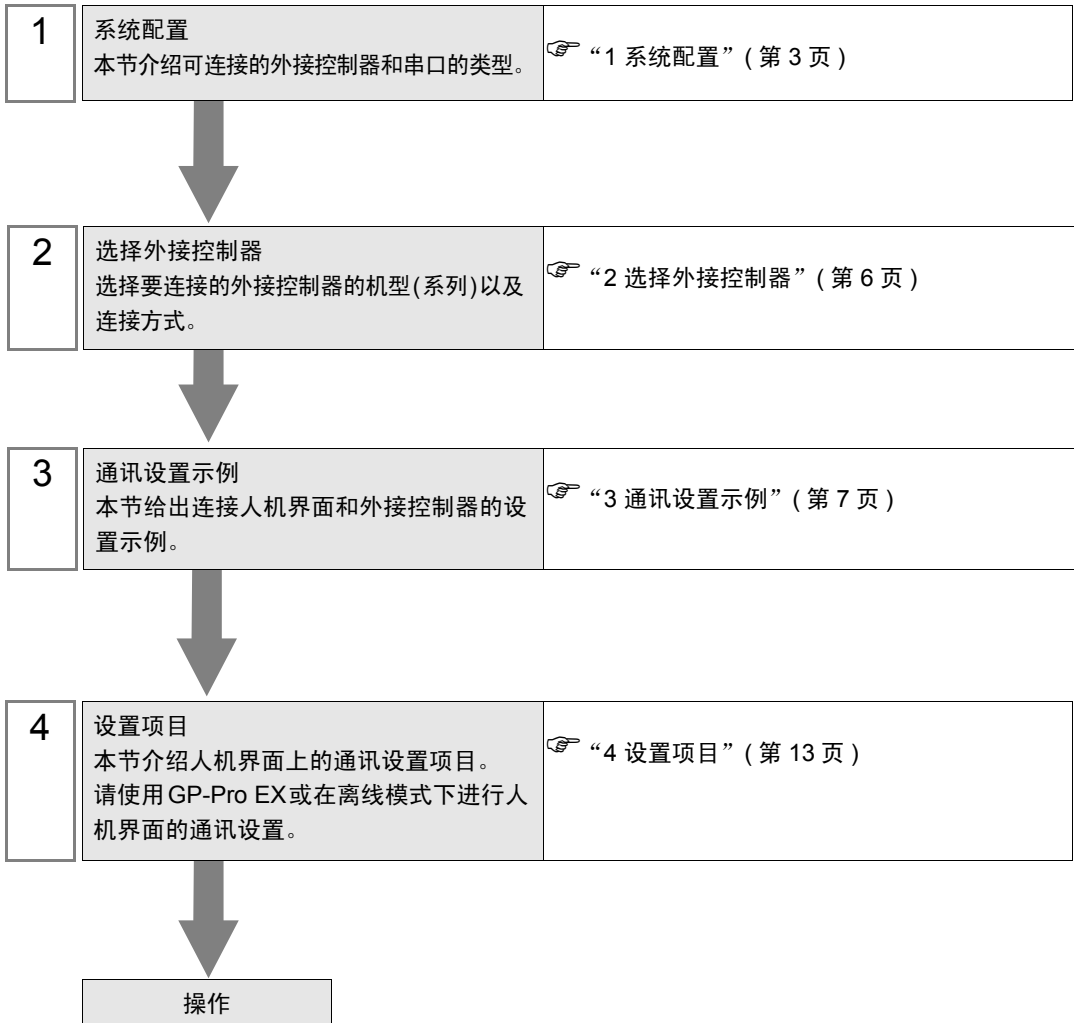 1
系统配置
本节介绍可连接的外接控制器和串口的类型。
☞ “1 系统配置” ( 第 3 页 )
2
选择外接控制器
选择要连接的外接控制器的机型(系列)以及
连接方式。
☞ “2 选择外接控制器” ( 第 6 页 )
3
通讯设置示例
本节给出连接人机界面和外接控制器的设
置示例。
☞ “3 通讯设置示例” ( 第 7 页 )
4
设置项目
本节介绍人机界面上的通讯设置项目。
请使用GP-Pro EX或在离线模式下进行人
机界面的通讯设置。
☞ “4 设置项目” ( 第 13 页 )
操作